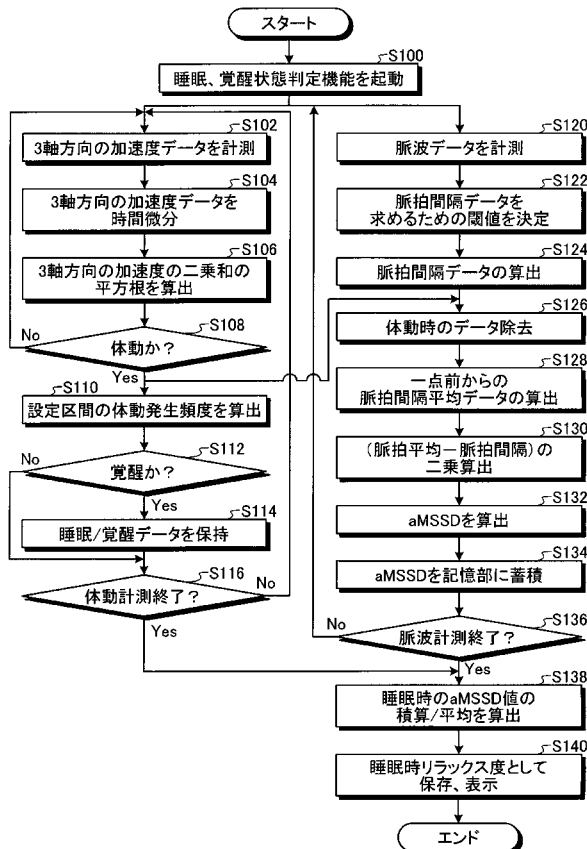 スタート
S100
睡眠、覚醒状態判定機能を起動
S102
3軸方向の加速度データを計測
S104
3軸方向の加速度データを
時間微分
S106
3軸方向の加速度の二乗和の
平方根を算出
S108
No
体動か?
Yes
S110
設定区間の体動発生頻度を算出
S112
No
覚醒か?
Yes
S114
睡眠/覚醒データを保持
S116
体動計測終了?
No
Yes
S120
脈波データを計測
S122
脈拍間隔データを
求めるための閾値を決定
S124
脈拍間隔データの算出
S126
体動時のデータ除去
S128
一点前からの
脈拍間隔平均データの算出
S130
(脈拍平均－脈拍間隔)の
二乗算出
S132
aMSSDを算出
S134
aMSSDを記憶部に蓄積
S136
No
脈波計測終了?
Yes
S138
睡眠時のaMSSD値の
積算/平均を算出
S140
睡眠時リラックス度として
保存、表示
エンド